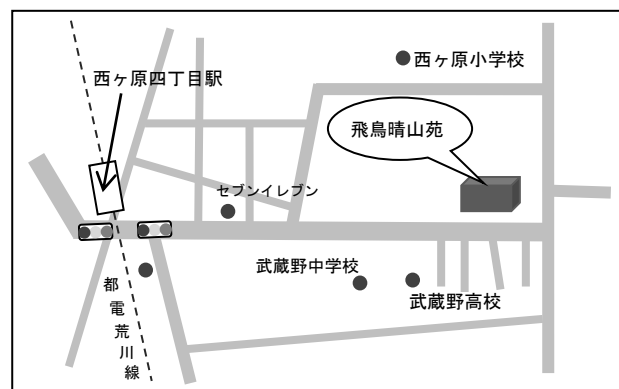 西ヶ原四丁目駅
西ヶ原小学校
飛鳥晴山苑
セブンイレブン
武蔵野中学校
武蔵野高校
都電荒川線